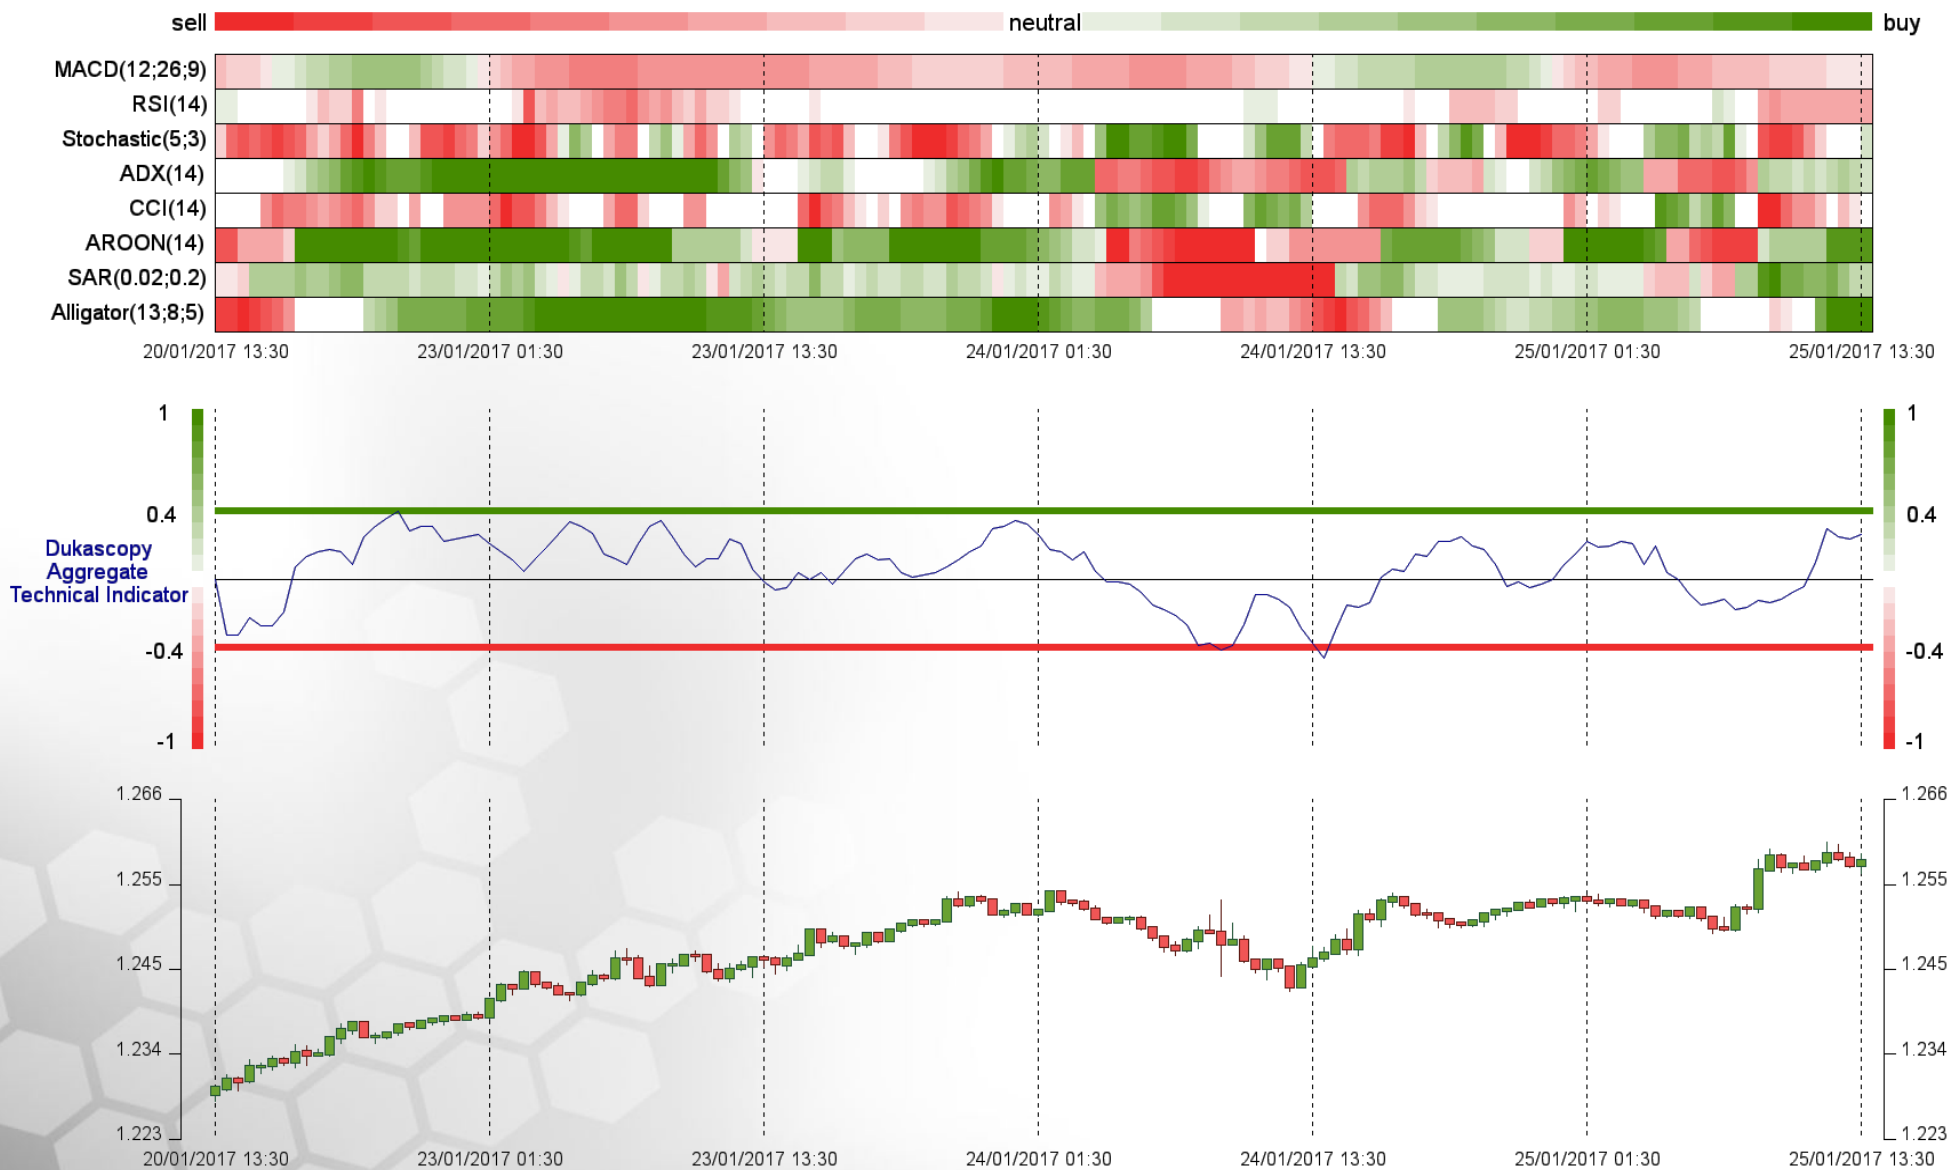 sell neutral buy
MACD(12;26;9)
RSI(14)
Stochastic(5;3)
ADX(14)
CCI(14)
AROON(14)
SAR(0.02;0.2)
Alligator(13;8;5)
20/01/2017 13:30 23/01/2017 01:30 23/01/2017 13:30 24/01/2017 01:30 24/01/2017 13:30 25/01/2017 01:30 25/01/2017 13:30
1 1
0.4 0.4
Dukascopy
Aggregate
Technical Indicator
-0.4 -0.4
-1 -1
1.266 1.266
1.255 1.255
1.245 1.245
1.234 1.234
1.223 1.223
20/01/2017 13:30 23/01/2017 01:30 23/01/2017 13:30 24/01/2017 01:30 24/01/2017 13:30 25/01/2017 01:30 25/01/2017 13:30